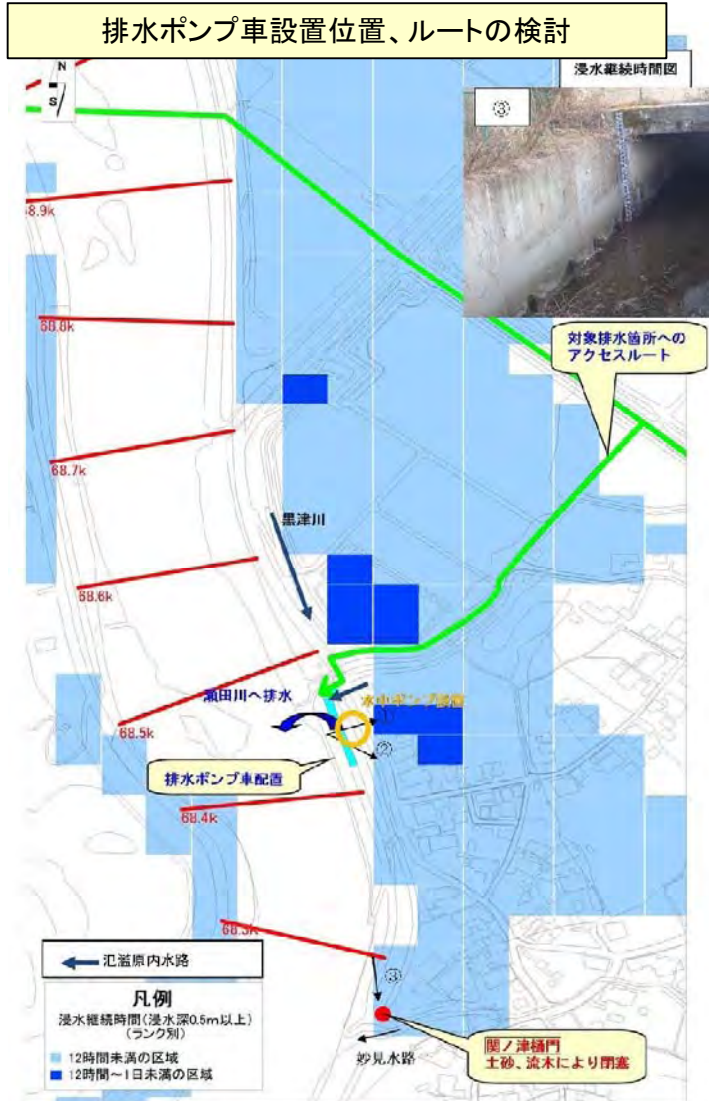 排水ポンプ車設置位置、ルートの検討
浸水継続時間図
N
S
③
68.9k
68.8k
対象排水箇所への
アクセスルート
68.7k
黒津川
68.6k
瀬田川へ排水
水中ポンプ設置
①
68.5k
②
排水ポンプ車配置
68.4k
68.3k
③
氾濫原内水路
凡例
浸水継続時間(浸水深0.5m以上)
(ランク別)
12時間未満の区域
12時間～1日未満の区域
関ノ津樋門
土砂、流木により閉塞
妙見水路